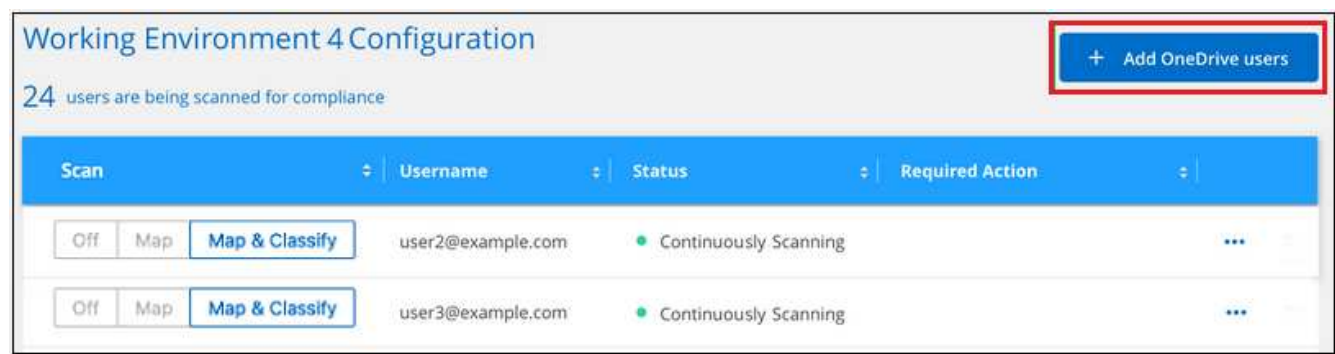 Working Environment 4 Configuration
+ Add OneDrive users
24 users are being scanned for compliance
Scan Username Status Required Action
Off Map Map & Classify user2@example.com Continuously Scanning ...
Off Map Map & Classify user3@example.com Continuously Scanning ...